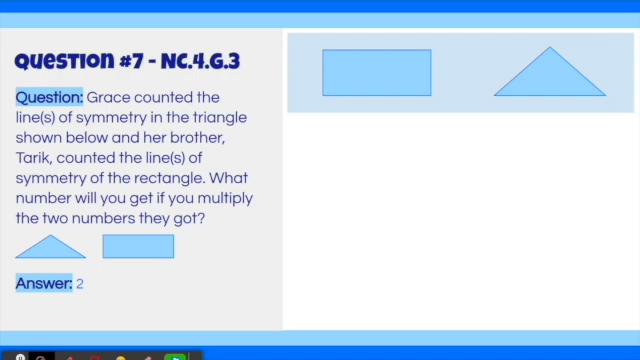 Question #7 - NC.4.G.3
Question: Grace counted the
line(s) of symmetry in the triangle
shown below and her brother,
Tarik, counted the line(s) of
symmetry of the rectangle. What
number will you get if you multiply
the two numbers they got?
Answer: 2